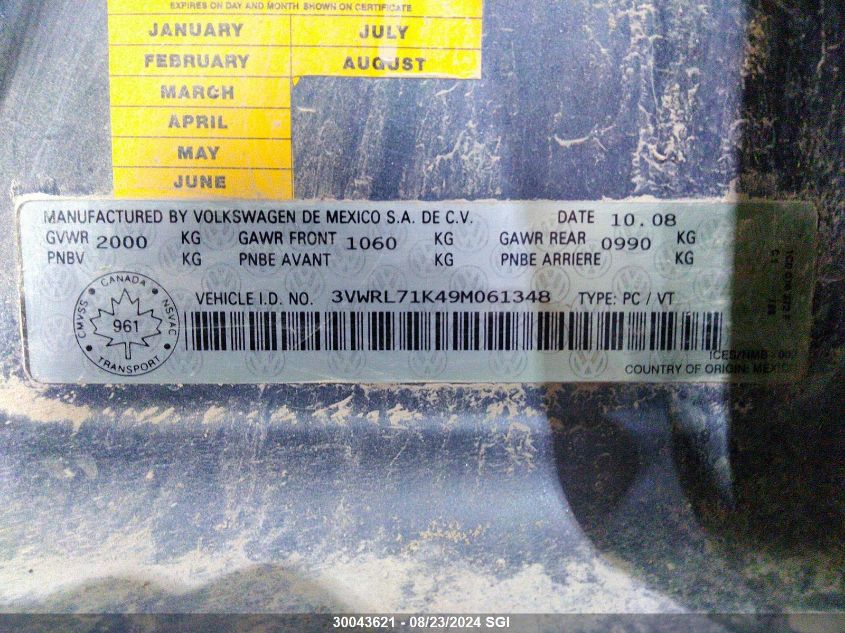 EXPIRES ON DAY AND MONTH SHOWN ON CERTIFICATE
JANUARY JULY
FEBRUARY AUGUST
MARCH
APRIL
MAY
JUNE
MANUFACTURED BY VOLKSWAGEN DE MEXICO S.A. DE C.V. DATE 10.08
GVWR 2000 KG GAWR FRONT 1060 KG GAWR REAR 0990 KG
PNBV KG PNBE AVANT KG PNBE ARRIERE KG
VEHICLE I.D. NO. 3VWRL71K49M061348 TYPE: PC / VT
CANADA
CMVSS 961 NSVAC
TRANSPORT
ICES/NMB - 002
COUNTRY OF ORIGIN: MEXICO
30043621 - 08/23/2024 SGI